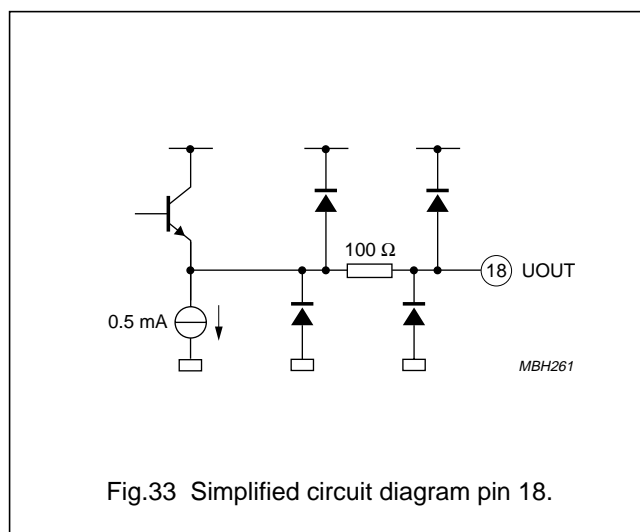 100 Ω
18 UOUT
0.5 mA
MBH261
Fig.33 Simplified circuit diagram pin 18.